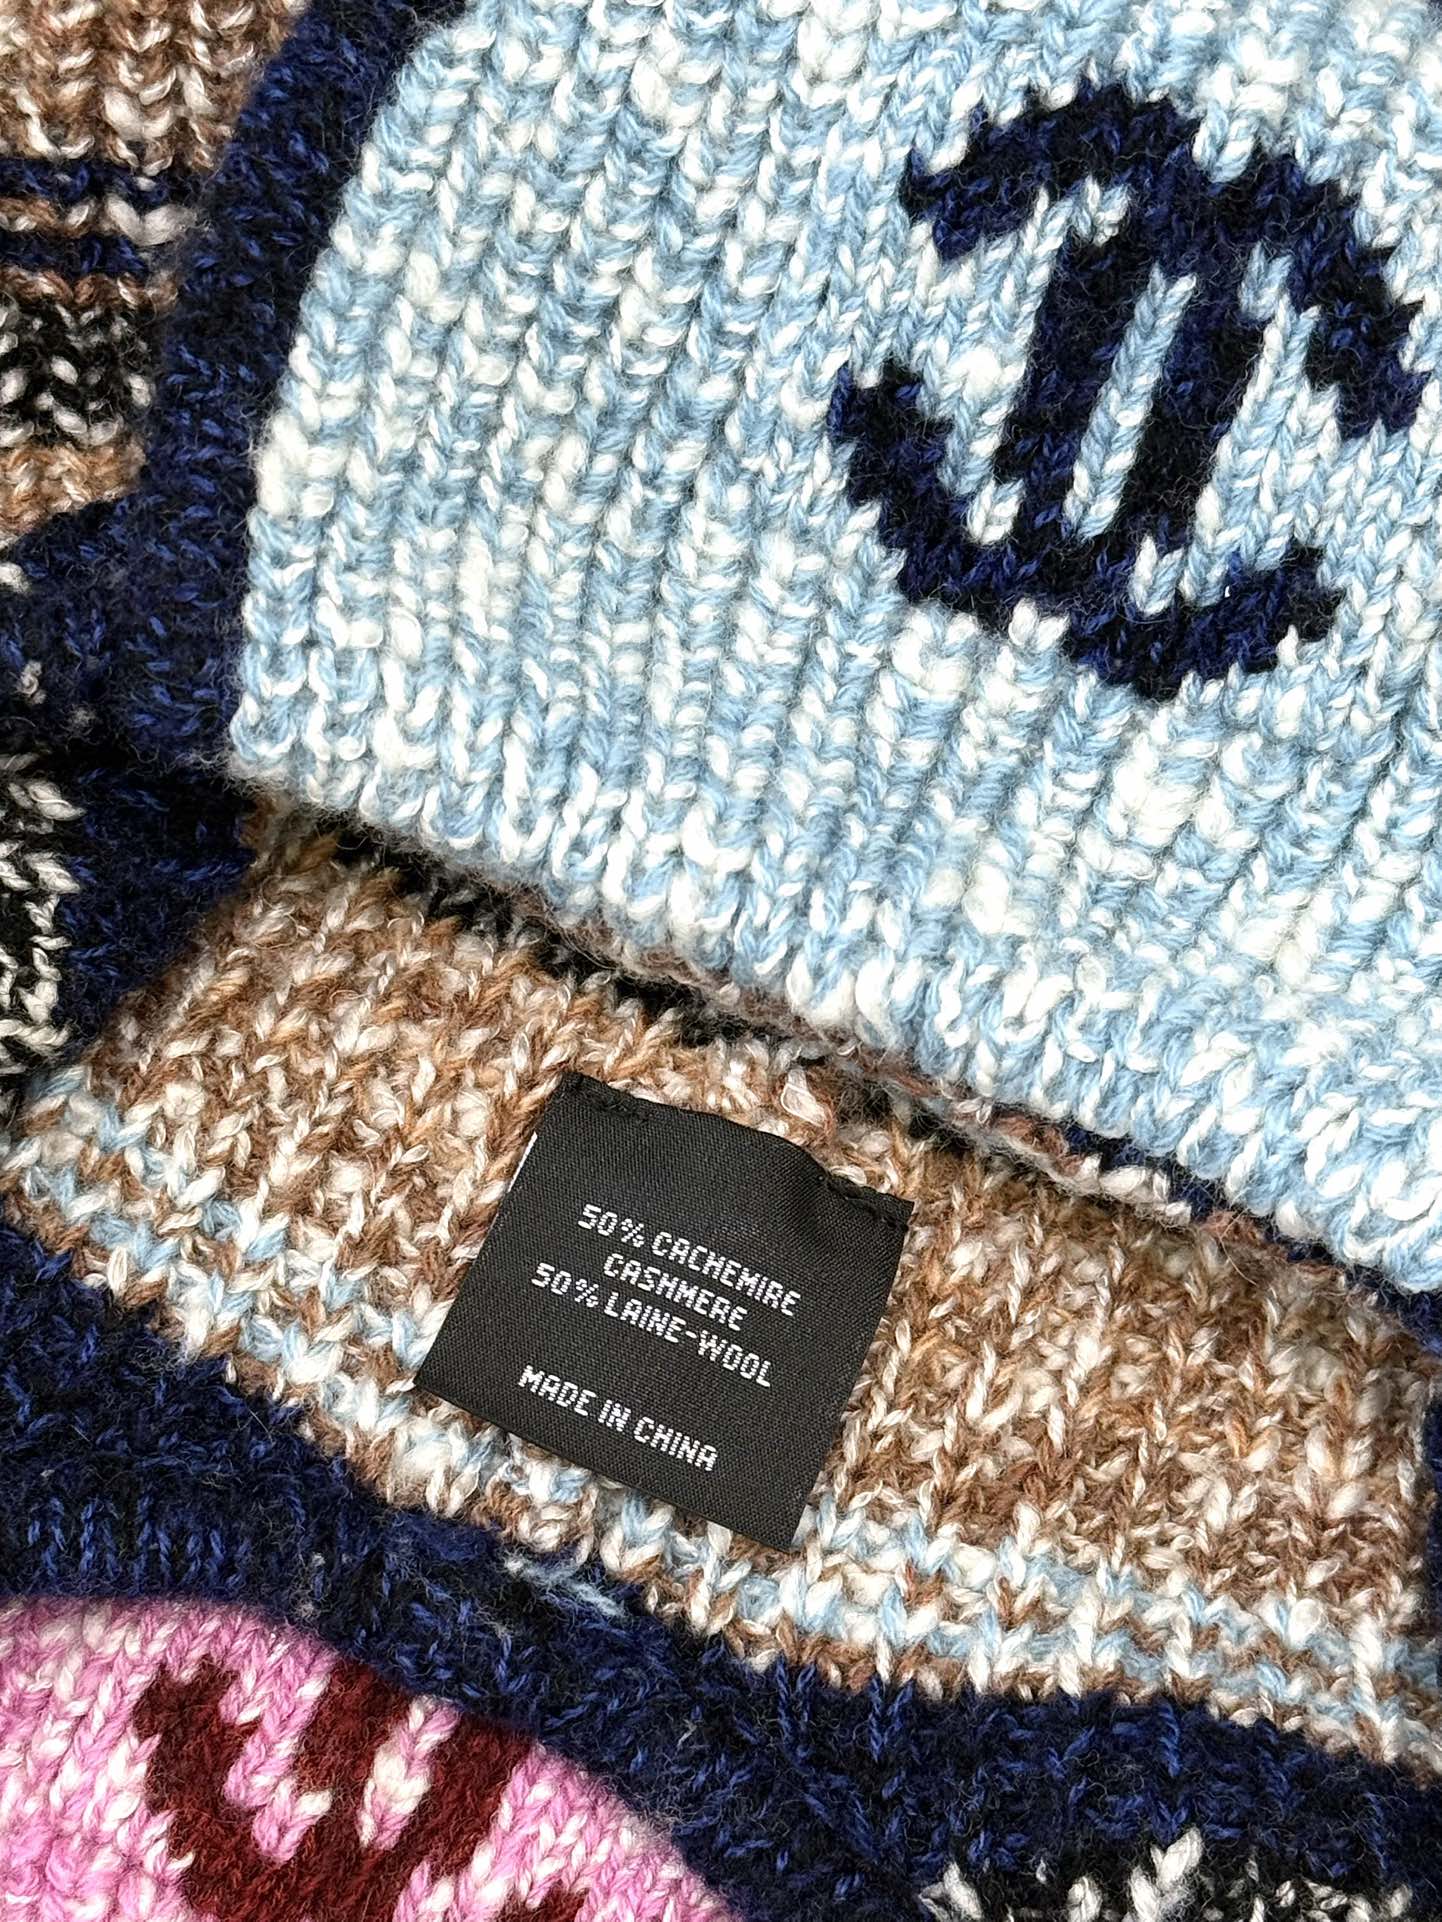 50% CACHEMIRE
CASHMERE
50% LAINE-WOOL
MADE IN CHINA